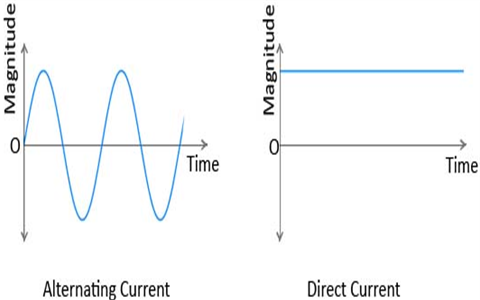 Magnitude
0
Time
Alternating Current
Magnitude
0
Time
Direct Current